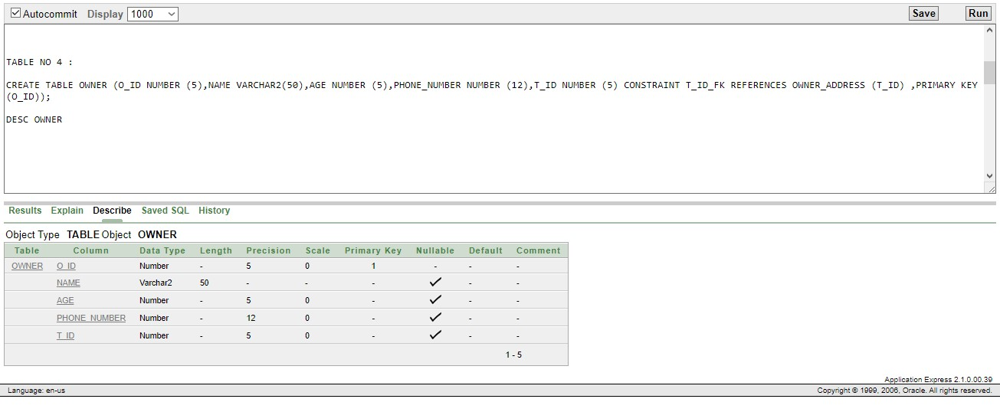 Autocommit Display 1000 Save Run
TABLE NO 4 :
CREATE TABLE OWNER (O_ID NUMBER (5),NAME VARCHAR2(50),AGE NUMBER (5),PHONE_NUMBER NUMBER (12),T_ID NUMBER (5) CONSTRAINT T_ID_FK REFERENCES OWNER_ADDRESS (T_ID) ,PRIMARY KEY
(O_ID));
DESC OWNER
Results Explain Describe Saved SQL History
Object Type TABLE Object OWNER
Table Column Data Type Length Precision Scale Primary Key Nullable Default Comment
OWNER O_ID Number - 5 0 1 - - -
NAME Varchar2 50 - - - ✓ - -
AGE Number - 5 0 - ✓ - -
PHONE_NUMBER Number - 12 0 - ✓ - -
T_ID Number - 5 0 - ✓ - -
1 - 5
Application Express 2.1.0.00.39
Language: en-us Copyright © 1999, 2006, Oracle. All rights reserved.